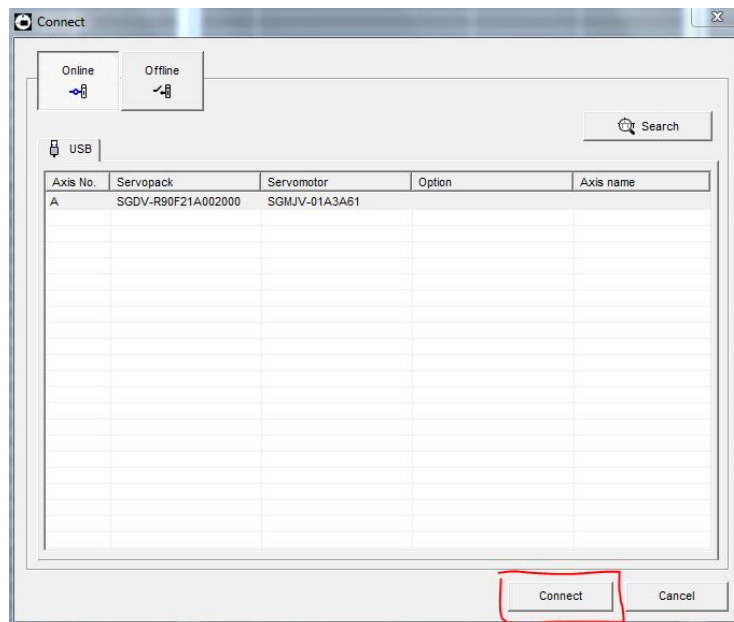 Connect
Online Offline
Search
USB
Axis No. Servopack Servomotor Option Axis name
A SGDV-R90F21A002000 SGMJV-01A3A61
Connect Cancel